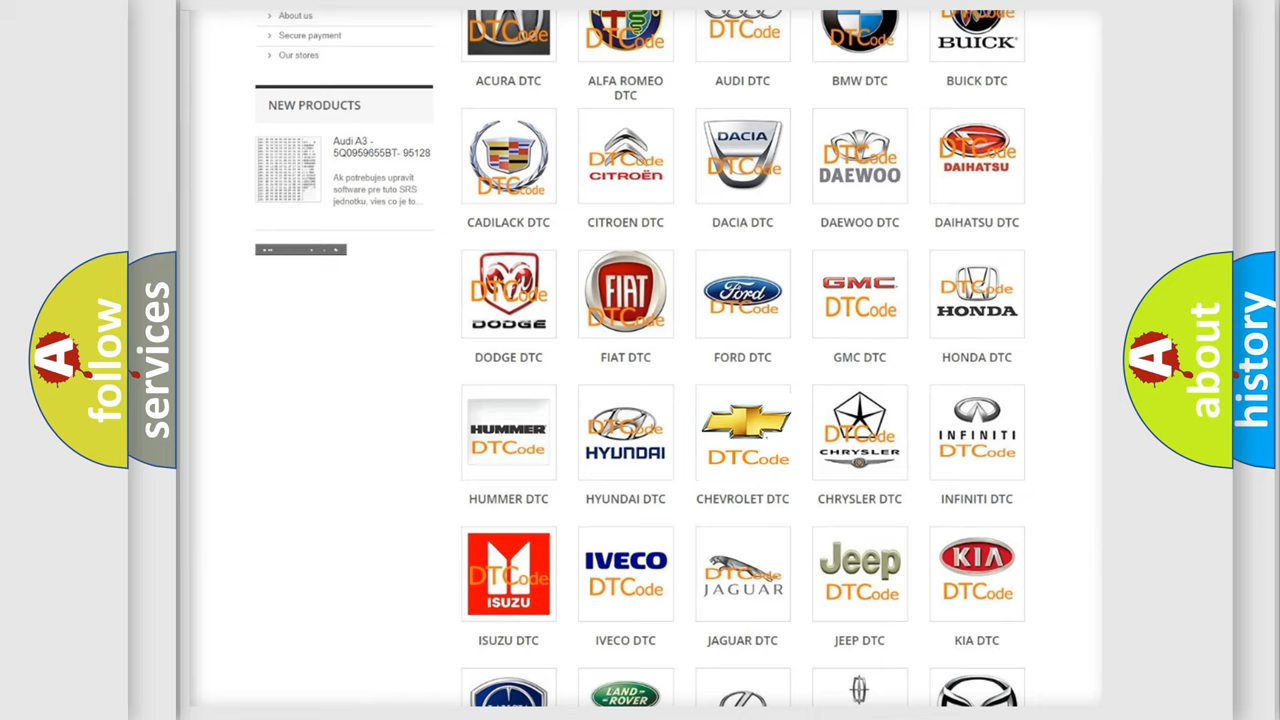 About us
Secure payment
Our stores
NEW PRODUCTS
Audi A3 -
5Q0959655BT- 95128
Ak potrebujes upravit
software pre tuto SRS
jednotku, vies co je to...
DTCode
DTCode
DTCode
DTCode
BUICK
ACURA DTC
ALFA ROMEO
DTC
AUDI DTC
BMW DTC
BUICK DTC
DTCode
DTCode
CITROËN
DACIA
DTCode
DTCode
DAEWOO
DTCode
DAIHATSU
CADILACK DTC
CITROEN DTC
DACIA DTC
DAEWOO DTC
DAIHATSU DTC
DTCode
DODGE
FIAT
DTCode
Ford
DTCode
GMC
DTCode
DTCode
HONDA
DODGE DTC
FIAT DTC
FORD DTC
GMC DTC
HONDA DTC
HUMMER
DTCode
DTCode
HYUNDAI
DTCode
DTCode
CHRYSLER
INFINITI
DTCode
HUMMER DTC
HYUNDAI DTC
CHEVROLET DTC
CHRYSLER DTC
INFINITI DTC
DTCode
ISUZU
IVECO
DTCode
DTCode
JAGUAR
Jeep
DTCode
KIA
DTCode
ISUZU DTC
IVECO DTC
JAGUAR DTC
JEEP DTC
KIA DTC
LAND-
ROVER
A
follow
services
A
about
history